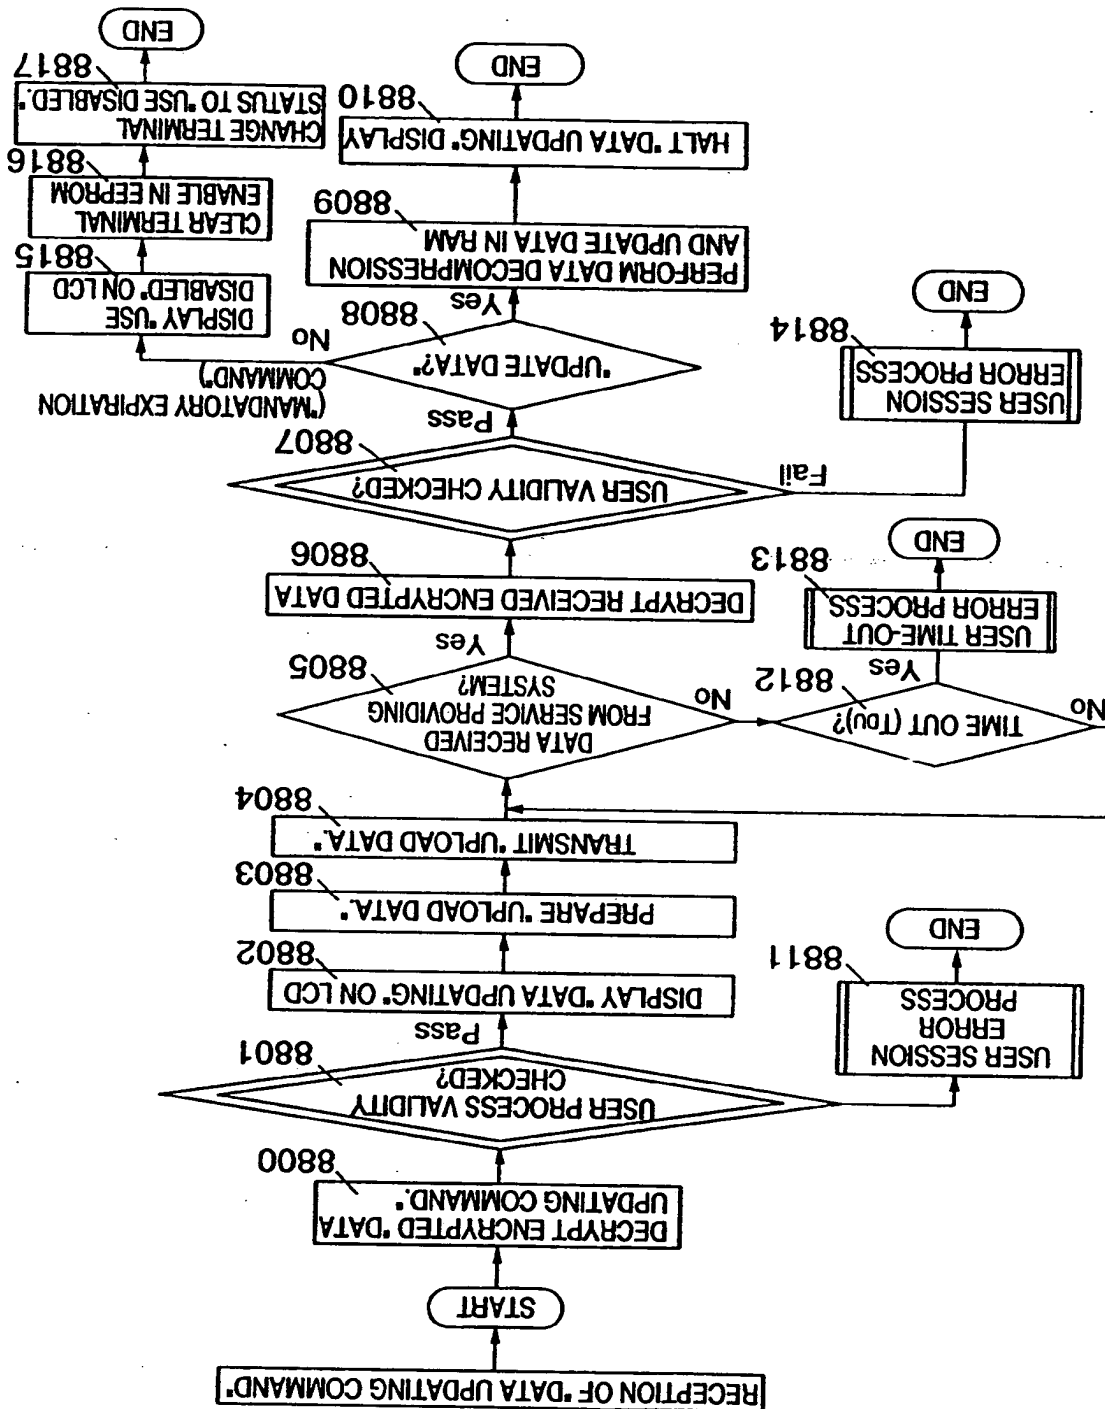 RECEPTION OF "DATA UPDATING COMMAND"
START
DECRYPT ENCRYPTED "DATA
UPDATING COMMAND."
8800
USER PROCESS VALIDITY
CHECKED?
8801
Pass
USER SESSION
ERROR
PROCESS
8811
END
DISPLAY "DATA UPDATING" ON LCD
8802
PREPARE "UPLOAD DATA."
8803
TRANSMIT "UPLOAD DATA."
8804
DATA RECEIVED
FROM SERVICE PROVIDING
SYSTEM?
8805
No
Yes
TIME OUT (TDU)?
8812
No
Yes
USER TIME-OUT
ERROR PROCESS
8813
END
DECRYPT RECEIVED ENCRYPTED DATA
8806
USER VALIDITY CHECKED?
8807
Fail
Pass
USER SESSION
ERROR PROCESS
8814
END
"UPDATE DATA?"
8808
Yes
No
("MANDATORY EXPIRATION
COMMAND")
PERFORM DATA DECOMPRESSION
AND UPDATE DATA IN RAM
8809
HALT "DATA UPDATING" DISPLAY
8810
END
DISPLAY "USE
DISABLED" ON LCD
8815
CLEAR TERMINAL
ENABLE IN EEPROM
8816
CHANGE TERMINAL
STATUS TO "USE DISABLED."
8817
END